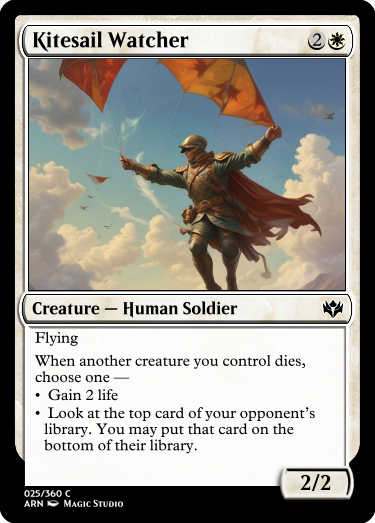 Kitesail Watcher 2
Creature — Human Soldier
Flying
When another creature you control dies,
choose one —
• Gain 2 life
• Look at the top card of your opponent's
library. You may put that card on the
bottom of their library.
2/2
025/360 C
ARN Magic Studio